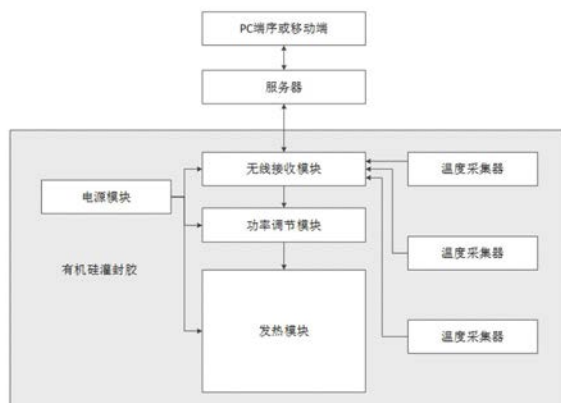 PC端序或移动端
服务器
无线接收模块
温度采集器
电源模块
功率调节模块
温度采集器
有机硅灌封胶
发热模块
温度采集器